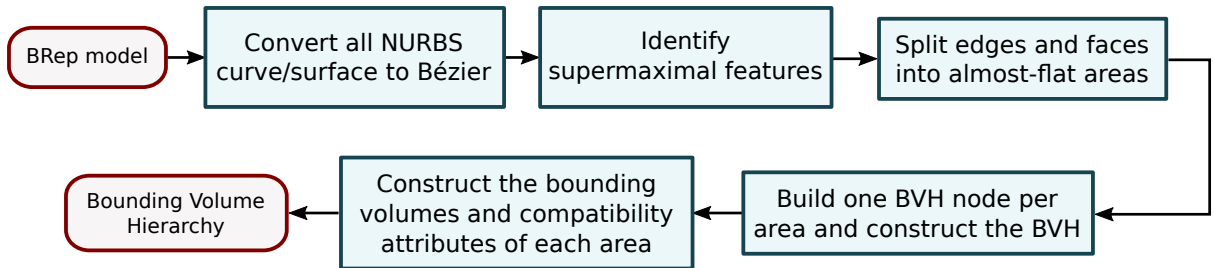 BRep model
Convert all NURBS
curve/surface to Bézier
Identify
supermaximal features
Split edges and faces
into almost-flat areas
Build one BVH node per
area and construct the BVH
Construct the bounding
volumes and compatibility
attributes of each area
Bounding Volume
Hierarchy